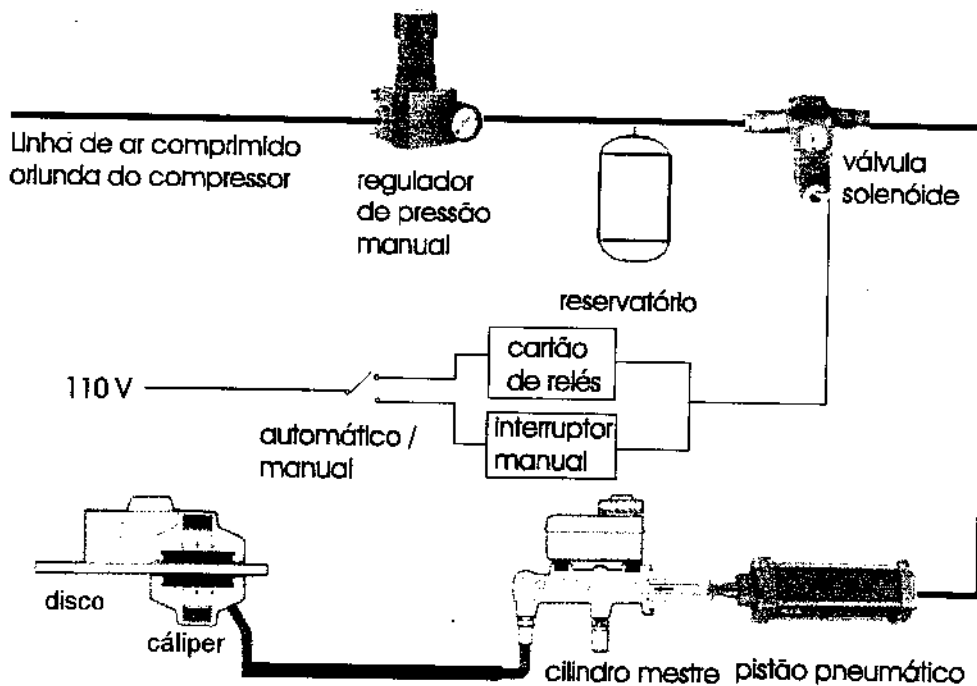 Linha de ar comprimido
oriunda do compressor
regulador
de pressão
manual
válvula
solenóide
reservatório
110 V
cartão
de relés
automático /
manual
interruptor
manual
disco
cáliper
cilindro mestre
pistão pneumático